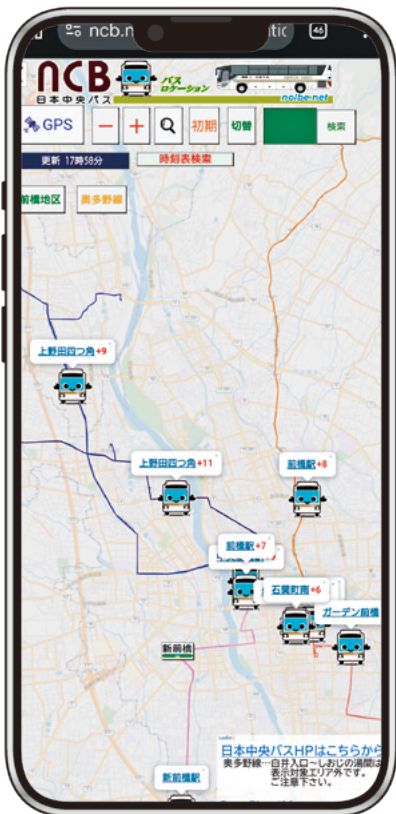 ncb.n
tic
46
NCB
バス
ロケーション
日本中央バス
nolbe-net
GPS
初期
切替
検索
更新 17時58分
時刻表検索
前橋地区
奥多野線
上野田四つ角+9
上野田四つ角+11
前橋駅+8
前橋駅+7
石関町南+6
ガーデン前橋
新前橋
日本中央バスHPはこちらから
奥多野線…白井入口～しおじの湯間は
表示対象エリア外です。
ご注意下さい。
新前橋駅